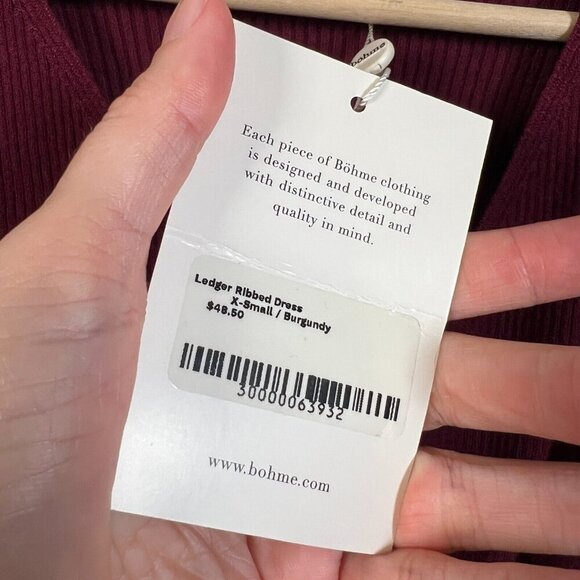 bohme
Each piece of Böhme clothing
is designed and developed
with distinctive detail and
quality in mind.
Ledger Ribbed Dress
X-Small / Burgundy
$48.50
30000063932
www.bohme.com